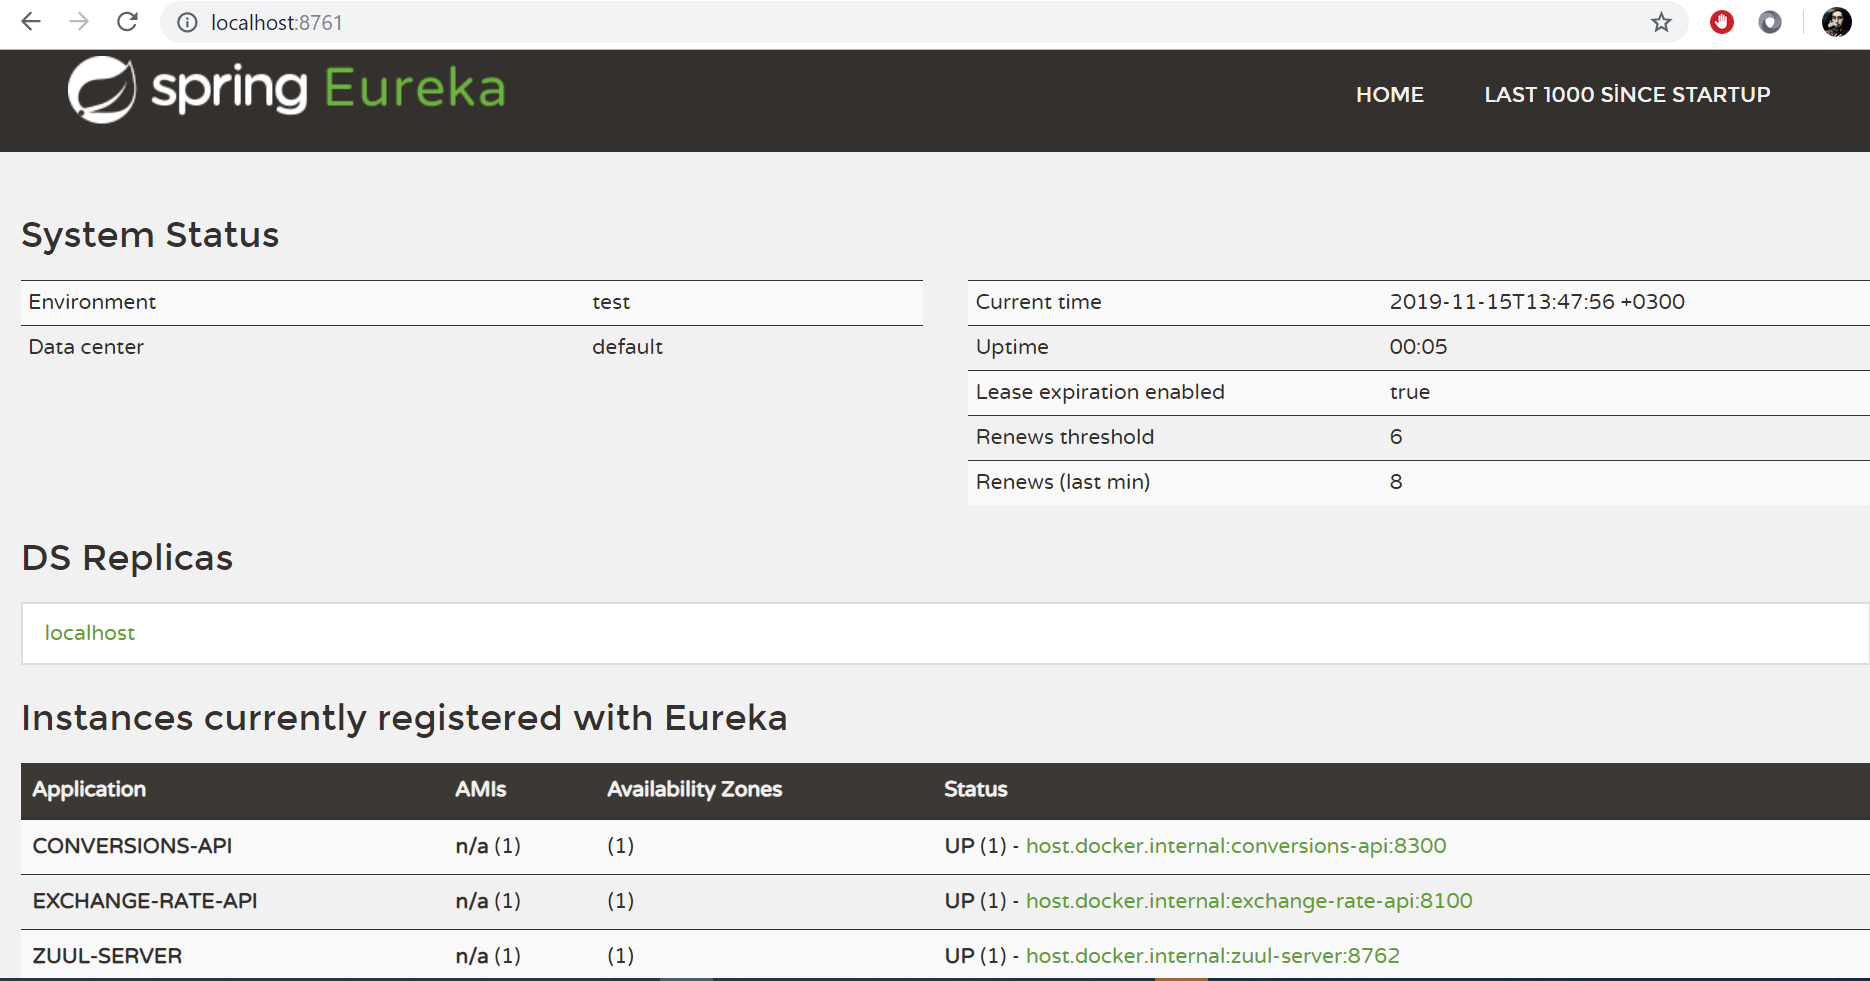 localhost:8761
spring Eureka
HOME LAST 1000 SİNCE STARTUP
System Status
Environment test
Data center default
Current time 2019-11-15T13:47:56 +0300
Uptime 00:05
Lease expiration enabled true
Renews threshold 6
Renews (last min) 8
DS Replicas
localhost
Instances currently registered with Eureka
Application AMIs Availability Zones Status
CONVERSIONS-API n/a (1) (1) UP (1) - host.docker.internal:conversions-api:8300
EXCHANGE-RATE-API n/a (1) (1) UP (1) - host.docker.internal:exchange-rate-api:8100
ZUUL-SERVER n/a (1) (1) UP (1) - host.docker.internal:zuul-server:8762